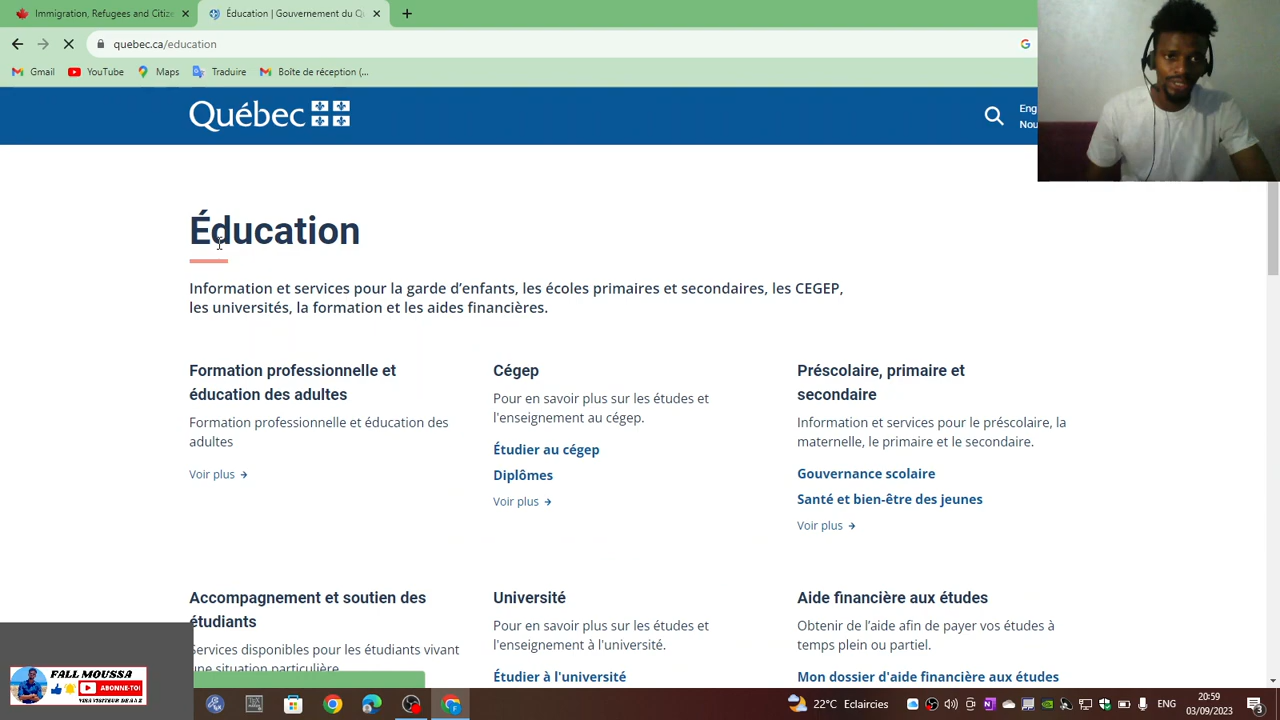 Immigration, Refugees and Citize
Éducation | Gouvernement du Q
quebec.ca/education
Gmail
YouTube
Maps
Traduire
Boîte de réception (...
Québec
Eng
Nou
Éducation
Information et services pour la garde d’enfants, les écoles primaires et secondaires, les CEGEP,
les universités, la formation et les aides financières.
Formation professionnelle et
éducation des adultes
Formation professionnelle et éducation des
adultes
Voir plus
Cégep
Pour en savoir plus sur les études et
l'enseignement au cégep.
Étudier au cégep
Diplômes
Voir plus
Préscolaire, primaire et
secondaire
Information et services pour le préscolaire, la
maternelle, le primaire et le secondaire.
Gouvernance scolaire
Santé et bien-être des jeunes
Voir plus
Accompagnement et soutien des
étudiants
Services disponibles pour les étudiants vivant
une situation particulière
Université
Pour en savoir plus sur les études et
l'enseignement à l'université.
Étudier à l'université
Aide financière aux études
Obtenir de l’aide afin de payer vos études à
temps plein ou partiel.
Mon dossier d'aide financière aux études
FALL MOUSSA
ABONNE-TOI
VISA VISITEUR DE A à Z
22°C Eclaircies
ENG
20:59
03/09/2023